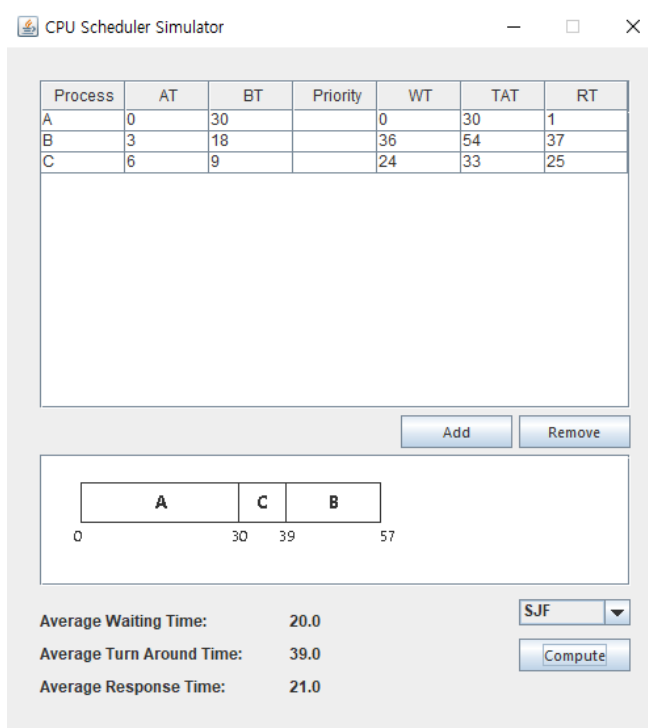 CPU Scheduler Simulator
Process AT BT Priority WT TAT RT
A 0 30 0 30 1
B 3 18 36 54 37
C 6 9 24 33 25
Add Remove
A C B
0 30 39 57
Average Waiting Time: 20.0
SJF
Average Turn Around Time: 39.0
Compute
Average Response Time: 21.0